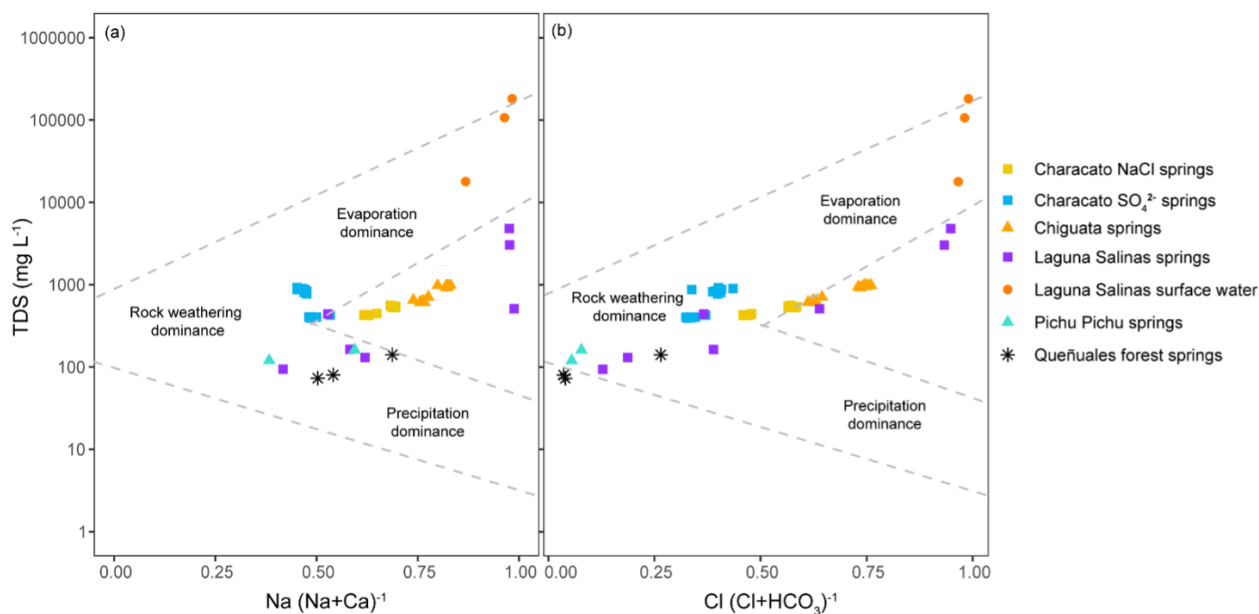 (a)
(b)
TDS (mg L⁻¹)
1000000
100000
10000
1000
100
10
1
Evaporation
dominance
Rock weathering
dominance
Precipitation
dominance
Evaporation
dominance
Rock weathering
dominance
Precipitation
dominance
0.00 0.25 0.50 0.75 1.00
0.00 0.25 0.50 0.75 1.00
Na (Na+Ca)⁻¹
Cl (Cl+HCO₃)⁻¹
Characato NaCl springs
Characato SO₄²⁻ springs
Chiguata springs
Laguna Salinas springs
Laguna Salinas surface water
Pichu Pichu springs
Queñuales forest springs